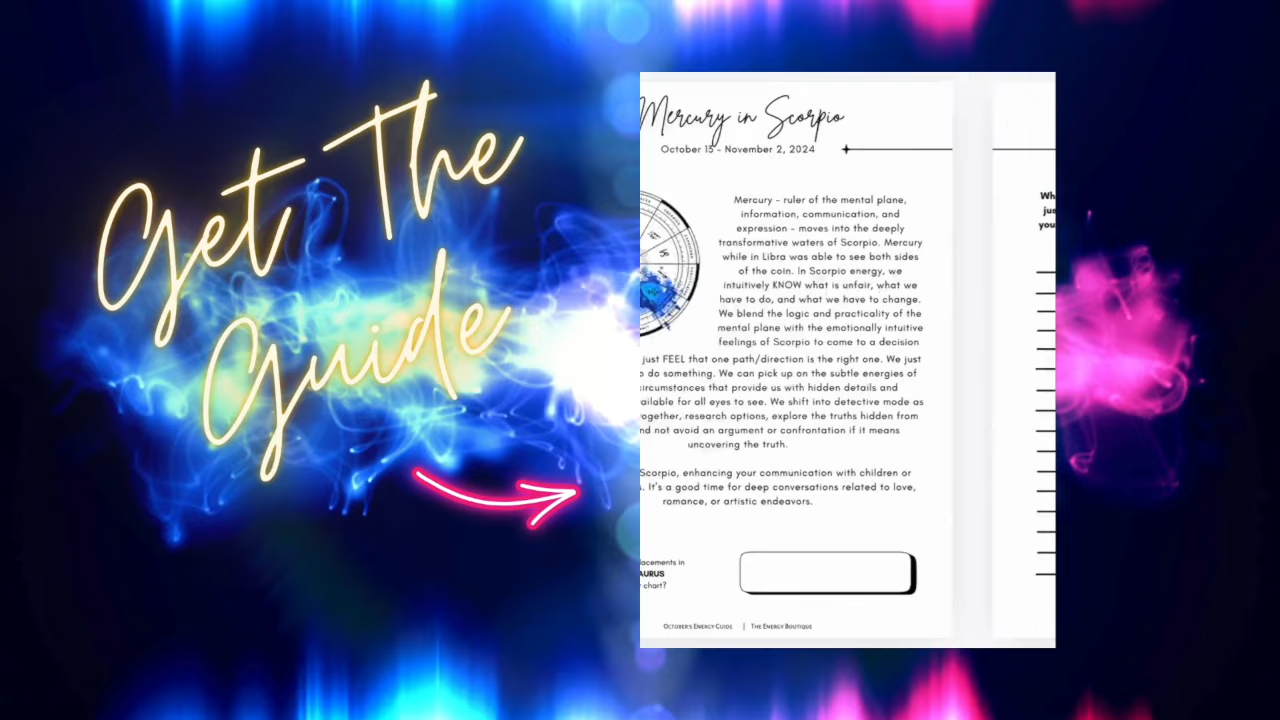 Get The
Guide
Mercury in Scorpio
October 15 - November 2, 2024
Mercury - ruler of the mental plane,
information, communication, and
expression - moves into the deeply
transformative waters of Scorpio. Mercury
while in Libra was able to see both sides
of the coin. In Scorpio energy, we
intuitively KNOW what is unfair, what we
have to do, and what we have to change.
We blend the logic and practicality of the
mental plane with the emotionally intuitive
feelings of Scorpio to come to a decision
just FEEL that one path/direction is the right one. We just
do something. We can pick up on the subtle energies of
circumstances that provide us with hidden details and
available for all eyes to see. We shift into detective mode as
together, research options, explore the truths hidden from
nd not avoid an argument or confrontation if it means
uncovering the truth.
Scorpio, enhancing your communication with children or
. It's a good time for deep conversations related to love,
romance, or artistic endeavors.
lacements in
AURUS
chart?
October's Energy Guide | The Energy Boutique
Wh
jus
you